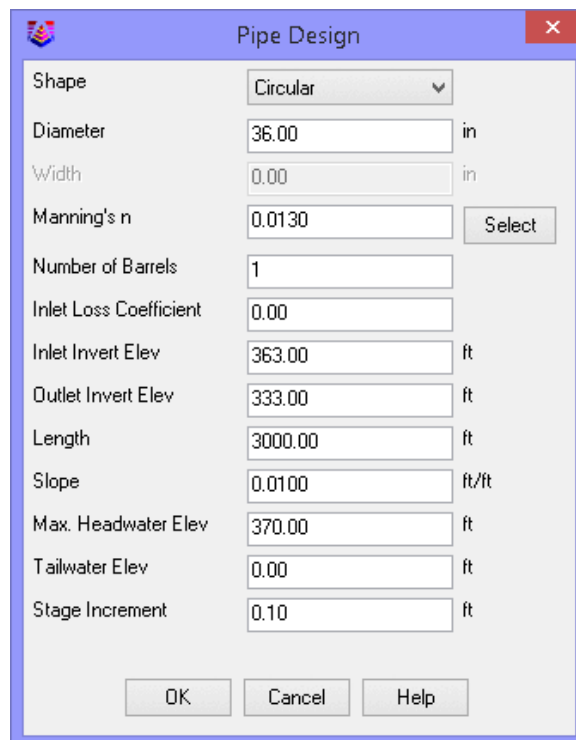 Pipe Design
Shape Circular
Diameter 36.00 in
Width 0.00 in
Manning's n 0.0130 Select
Number of Barrels 1
Inlet Loss Coefficient 0.00
Inlet Invert Elev 363.00 ft
Outlet Invert Elev 333.00 ft
Length 3000.00 ft
Slope 0.0100 ft/ft
Max. Headwater Elev 370.00 ft
Tailwater Elev 0.00 ft
Stage Increment 0.10 ft
OK Cancel Help